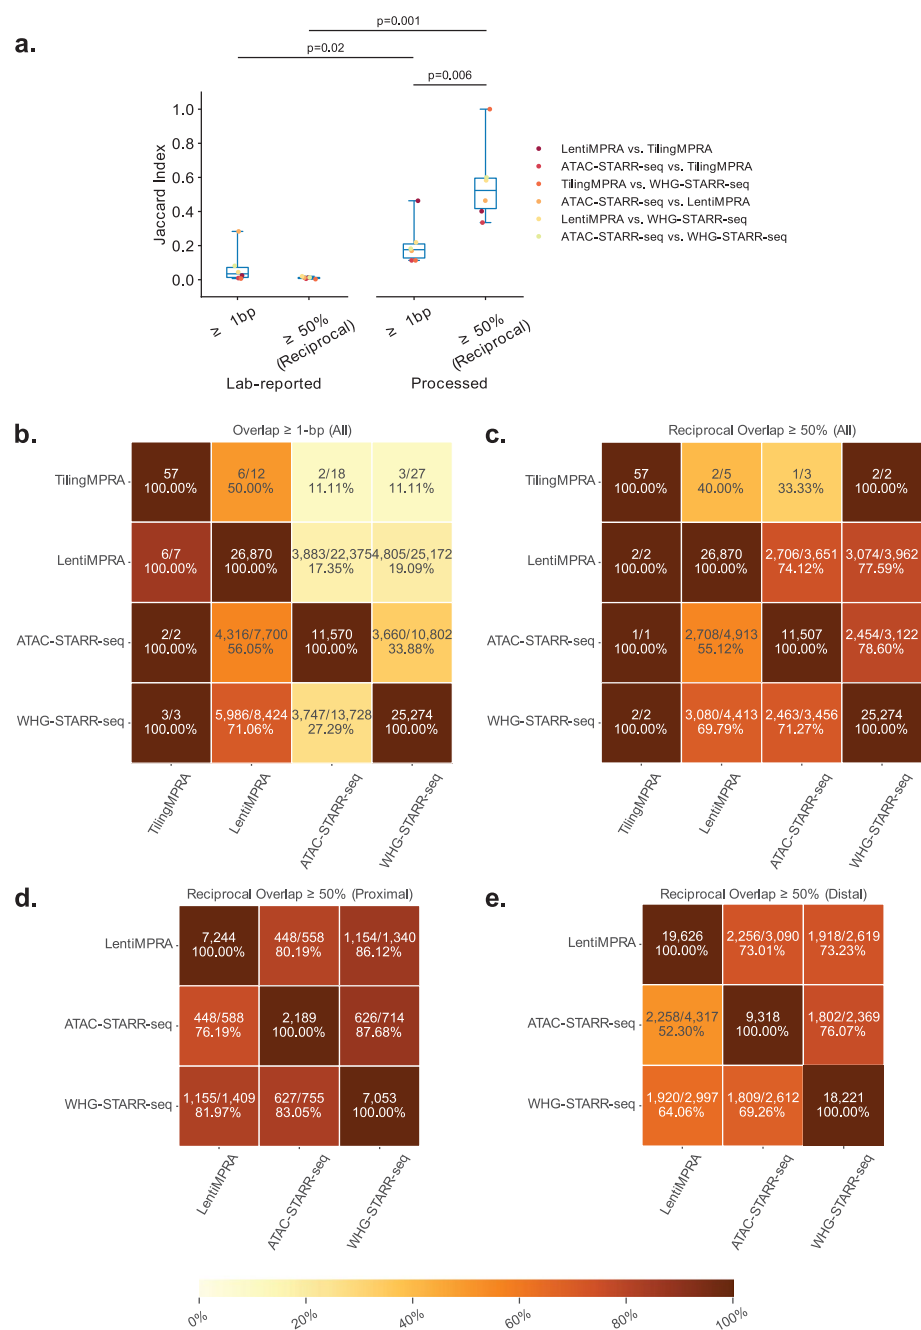 a.
p=0.001
p=0.02
p=0.006
Jaccard Index
1.0
0.8
0.6
0.4
0.2
0.0
≥ 1bp
≥ 50%
(Reciprocal)
≥ 1bp
≥ 50%
(Reciprocal)
Lab-reported
Processed
LentiMPRA vs. TilingMPRA
ATAC-STARR-seq vs. TilingMPRA
TilingMPRA vs. WHG-STARR-seq
ATAC-STARR-seq vs. LentiMPRA
LentiMPRA vs. WHG-STARR-seq
ATAC-STARR-seq vs. WHG-STARR-seq
b.
Overlap ≥ 1-bp (All)
TilingMPRA
57
100.00%
6/12
50.00%
2/18
11.11%
3/27
11.11%
LentiMPRA
6/7
100.00%
26,870
100.00%
3,883/22,375
17.35%
4,805/25,172
19.09%
ATAC-STARR-seq
2/2
100.00%
4,316/7,700
56.05%
11,570
100.00%
3,660/10,802
33.88%
WHG-STARR-seq
3/3
100.00%
5,986/8,424
71.06%
3,747/13,728
27.29%
25,274
100.00%
TilingMPRA
LentiMPRA
ATAC-STARR-seq
WHG-STARR-seq
c.
Reciprocal Overlap ≥ 50% (All)
TilingMPRA
57
100.00%
2/5
40.00%
1/3
33.33%
2/2
100.00%
LentiMPRA
2/2
100.00%
26,870
100.00%
2,706/3,651
74.12%
3,074/3,962
77.59%
ATAC-STARR-seq
1/1
100.00%
2,708/4,913
55.12%
11,507
100.00%
2,454/3,122
78.60%
WHG-STARR-seq
2/2
100.00%
3,080/4,413
69.79%
2,463/3,456
71.27%
25,274
100.00%
TilingMPRA
LentiMPRA
ATAC-STARR-seq
WHG-STARR-seq
d.
Reciprocal Overlap ≥ 50% (Proximal)
LentiMPRA
7,244
100.00%
448/558
80.19%
1,154/1,340
86.12%
ATAC-STARR-seq
448/588
76.19%
2,189
100.00%
626/714
87.68%
WHG-STARR-seq
1,155/1,409
81.97%
627/755
83.05%
7,053
100.00%
LentiMPRA
ATAC-STARR-seq
WHG-STARR-seq
e.
Reciprocal Overlap ≥ 50% (Distal)
LentiMPRA
19,626
100.00%
2,256/3,090
73.01%
1,918/2,619
73.23%
ATAC-STARR-seq
2,258/4,317
52.30%
9,318
100.00%
1,802/2,369
76.07%
WHG-STARR-seq
1,920/2,997
64.06%
1,809/2,612
69.26%
18,221
100.00%
LentiMPRA
ATAC-STARR-seq
WHG-STARR-seq
0%
20%
40%
60%
80%
100%